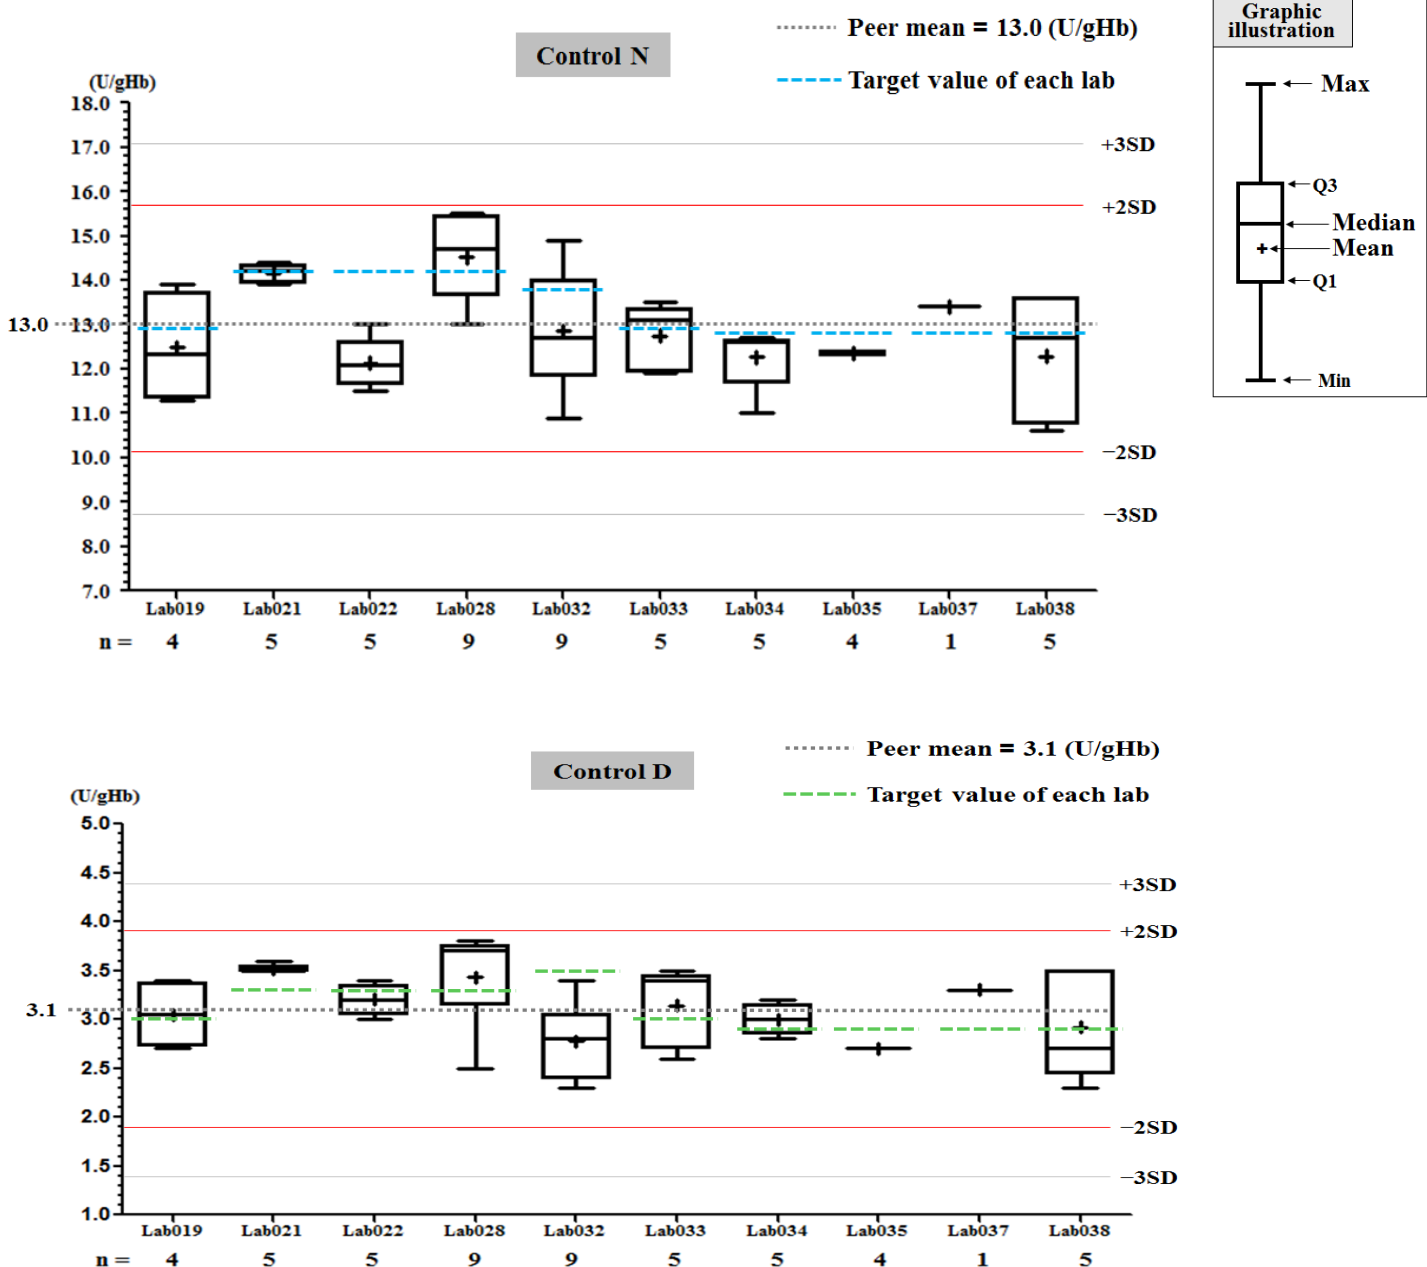 Peer mean = 13.0 (U/gHb)
Graphic
illustration
Control N
Target value of each lab
(U/gHb)
Max
18.0
17.0
+3SD
16.0
Q3
+2SD
15.0
Median
Mean
14.0
Q1
13.0
13.0
12.0
Min
11.0
10.0
−2SD
9.0
−3SD
8.0
7.0
Lab019 Lab021 Lab022 Lab028 Lab032 Lab033 Lab034 Lab035 Lab037 Lab038
n = 4 5 5 9 9 5 5 4 1 5
Peer mean = 3.1 (U/gHb)
Control D
Target value of each lab
(U/gHb)
5.0
4.5
+3SD
4.0
+2SD
3.5
3.1
3.0
2.5
2.0
−2SD
1.5
−3SD
1.0
Lab019 Lab021 Lab022 Lab028 Lab032 Lab033 Lab034 Lab035 Lab037 Lab038
n = 4 5 5 9 9 5 5 4 1 5